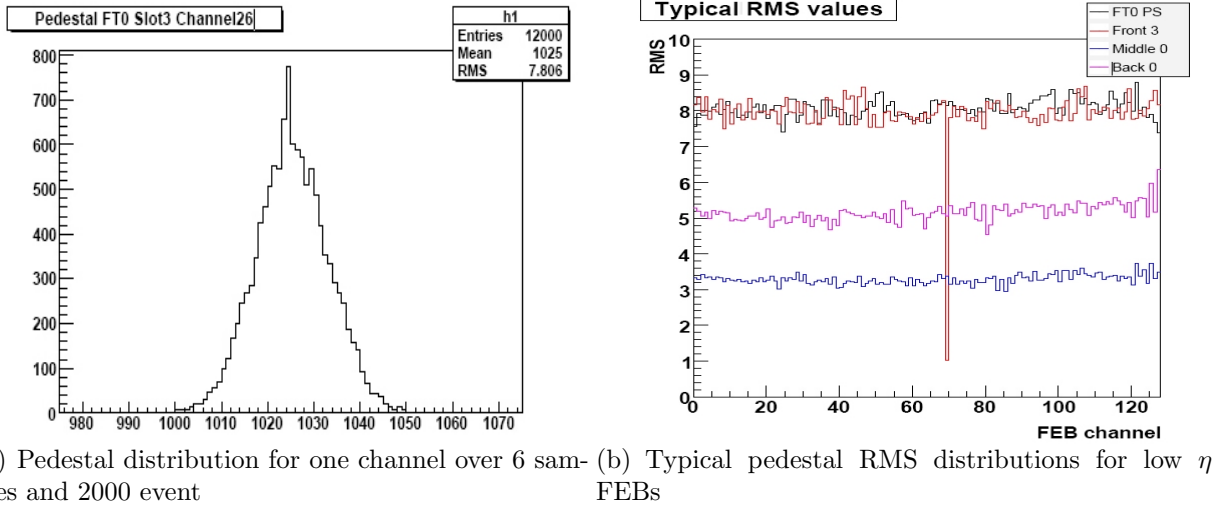 Pedestal FT0 Slot3 Channel26
h1
Entries 12000
Mean 1025
RMS 7.806
800
700
600
500
400
300
200
100
0
980 990 1000 1010 1020 1030 1040 1050 1060 1070
) Pedestal distribution for one channel over 6 sam-
es and 2000 event
Typical RMS values
FT0 PS
Front 3
Middle 0
Back 0
RMS
10
9
8
7
6
5
4
3
2
1
0
0 20 40 60 80 100 120
FEB channel
(b) Typical pedestal RMS distributions for low η
FEBs